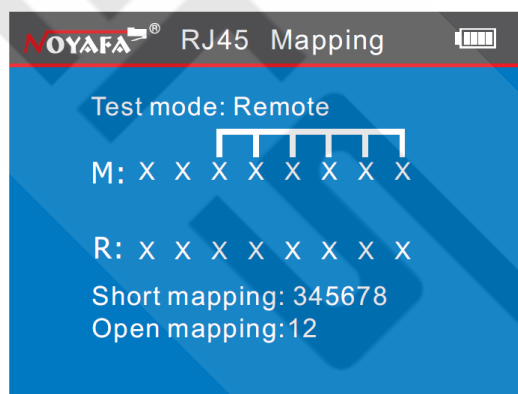 NOYAFA® RJ45 Mapping
Test mode: Remote
M: X X X X X X X X
R: X X X X X X X X
Short mapping: 345678
Open mapping:12